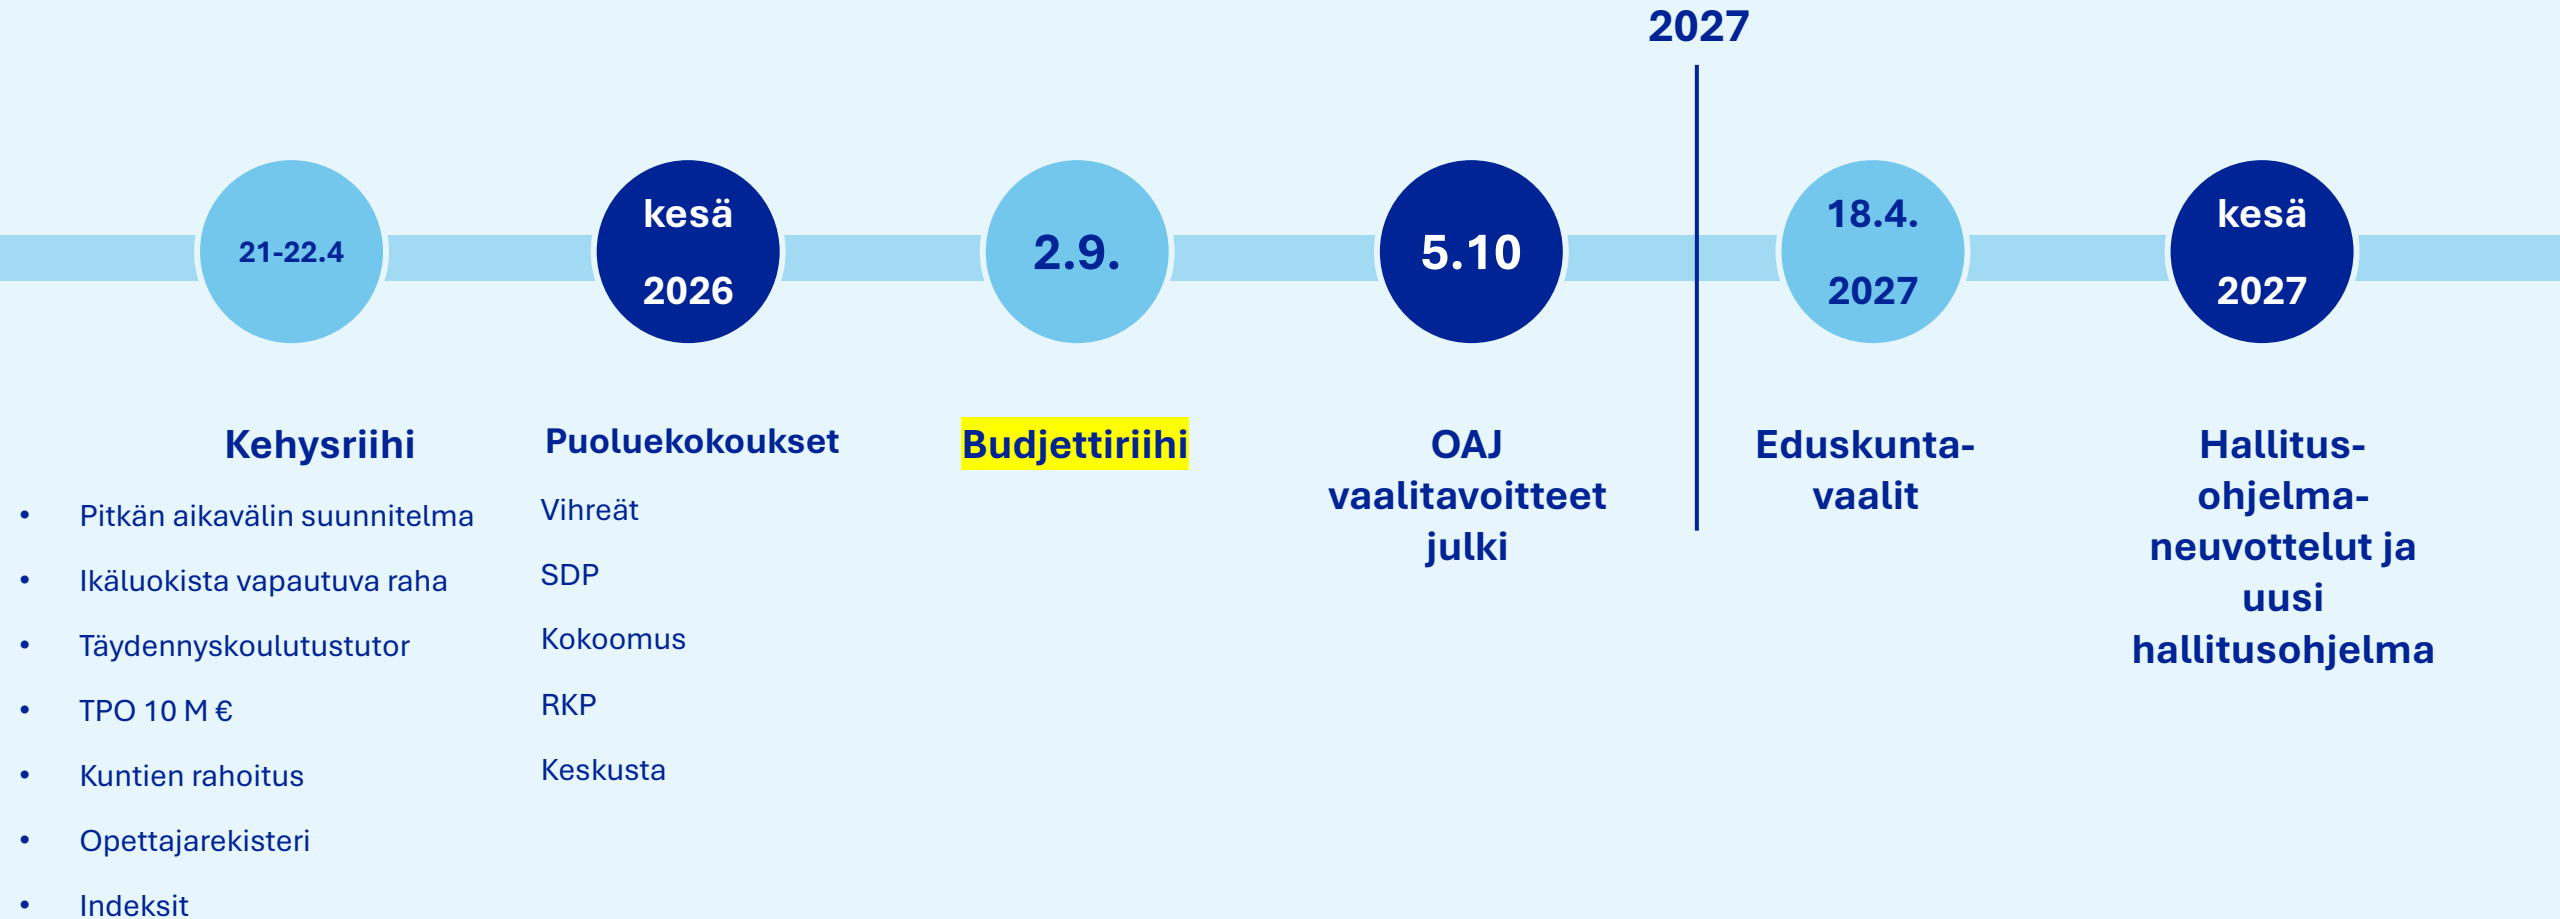 2027
21-22.4
kesä
2026
2.9.
5.10
18.4.
2027
kesä
2027
Kehysriihi
• Pitkän aikavälin suunnitelma
• Ikäluokista vapautuva raha
• Täydennyskoulutustutor
• TPO 10 M €
• Kuntien rahoitus
• Opettajarekisteri
• Indeksit
Puoluekokoukset
Vihreät
SDP
Kokoomus
RKP
Keskusta
Budjettiriihi
OAJ
vaalitavoitteet
julki
Eduskunta-
vaalit
Hallitus-
ohjelma-
neuvottelut ja
uusi
hallitusohjelma